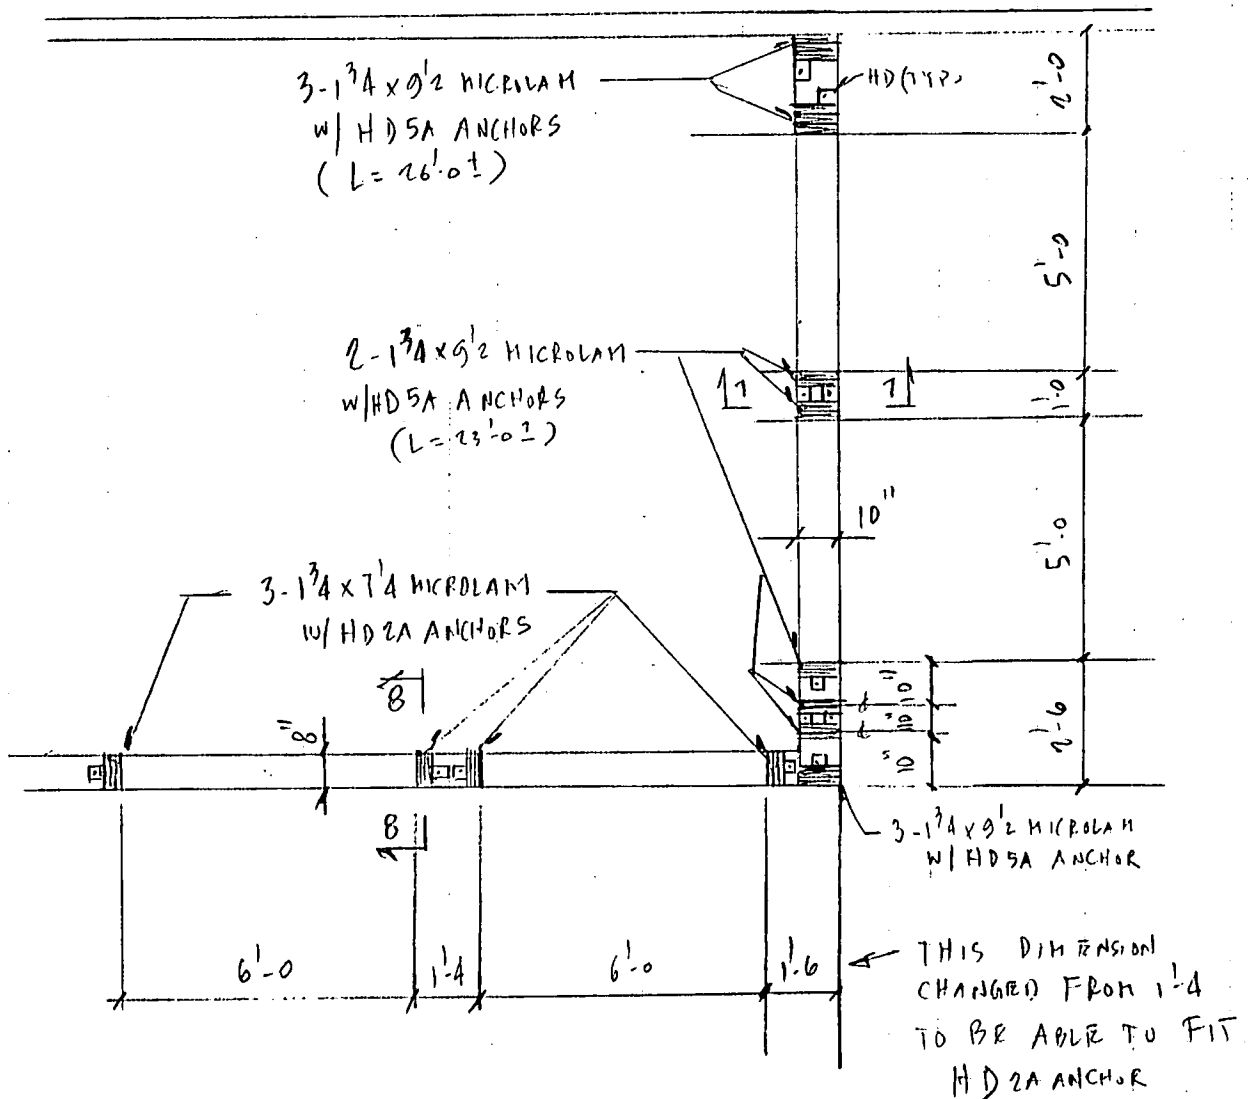 3-1 3/4 x 9 1/2 MICROLAM
W/ HD5A ANCHORS
( L = 26'-0 ± )
HD (TYP)
2'-0
5'-0
2-1 3/4 x 9 1/2 MICROLAM
W/HD5A ANCHORS
(L = 23'-0 ± )
7
7
1'-0
10"
5'-0
3-1 3/4 x 7 1/4 MICROLAM
W/ HD2A ANCHORS
8
8"
10"
10"
10"
2'-6
8
3-1 3/4 x 9 1/2 MICROLAM
W/ HD5A ANCHOR
6'-0
1'-4
6'-0
1'-6
THIS DIMENSION
CHANGED FROM 1'-4
TO BE ABLE TO FIT
HD2A ANCHOR